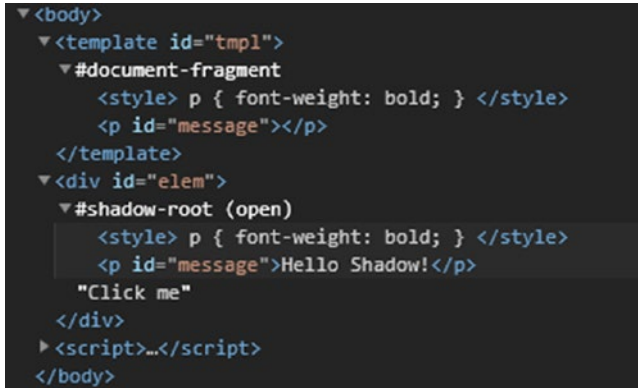 ▼<body>
▼<template id="tmpl">
▼#document-fragment
<style> p { font-weight: bold; } </style>
<p id="message"></p>
</template>
▼<div id="elem">
▼#shadow-root (open)
<style> p { font-weight: bold; } </style>
<p id="message">Hello Shadow!</p>
"Click me"
</div>
▶<script>…</script>
</body>